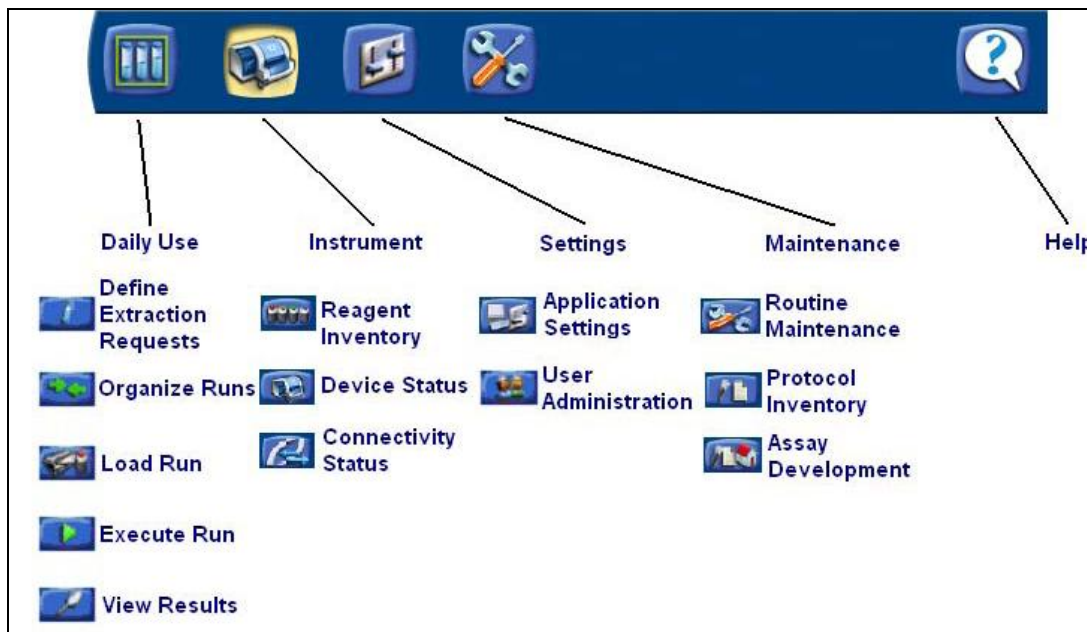 Daily Use
Instrument
Settings
Maintenance
Help
Define
Extraction
Requests
Organize Runs
Load Run
Execute Run
View Results
Reagent
Inventory
Device Status
Connectivity
Status
Application
Settings
User
Administration
Routine
Maintenance
Protocol
Inventory
Assay
Development